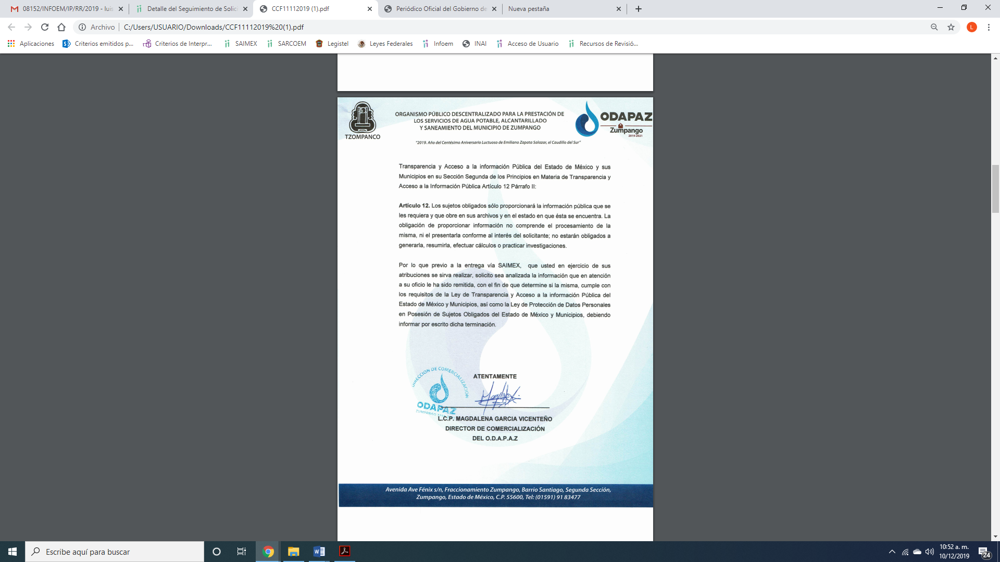 08152/INFOEM/IP/RR/2019 - luis
Detalle del Seguimiento de Solici
CCF11112019 (1).pdf
Periódico Oficial del Gobierno de
Nueva pestaña
Archivo
C:/Users/USUARIO/Downloads/CCF11112019%20(1).pdf
L
Aplicaciones
Criterios emitidos p...
Criterios de Interpr...
SAIMEX
SARCOEM
Legistel
Leyes Federales
Infoem
INAI
Acceso de Usuario
Recursos de Revisió...
TZOMPANCO
ORGANISMO PÚBLICO DESCENTRALIZADO PARA LA PRESTACIÓN DE
LOS SERVICIOS DE AGUA POTABLE, ALCANTARILLADO
Y SANEAMIENTO DEL MUNICIPIO DE ZUMPANGO
"2019. Año del Centésimo Aniversario Luctuoso de Emiliano Zapata Salazar, el Caudillo del Sur"
ODAPAZ
Zumpango
2019-2021
Transparencia y Acceso a la información Pública del Estado de México y sus
Municipios en su Sección Segunda de los Principios en Materia de Transparencia y
Acceso a la Información Pública Artículo 12 Párrafo II:
Artículo 12. Los sujetos obligados sólo proporcionará la información pública que se
les requiera y que obre en sus archivos y en el estado en que ésta se encuentra. La
obligación de proporcionar información no comprende el procesamiento de la
misma, ni el presentarla conforme al interés del solicitante; no estarán obligados a
generarla, resumirla, efectuar cálculos o practicar investigaciones.
Por lo que previo a la entrega vía SAIMEX, que usted en ejercicio de sus
atribuciones se sirva realizar, solicito sea analizada la información que en atención
a su oficio le ha sido remitida, con el fin de que determine si la misma, cumple con
los requisitos de la Ley de Transparencia y Acceso a la información Pública del
Estado de México y Municipios, así como la Ley de Protección de Datos Personales
en Posesión de Sujetos Obligados del Estado de México y Municipios, debiendo
informar por escrito dicha terminación.
DIRECCION DE COMERCIALIZACIÓN
ODAPAZ
ZUMPANGO
ATENTAMENTE
L.C.P. MAGDALENA GARCIA VICENTEÑO
DIRECTOR DE COMERCIALIZACIÓN
DEL O.D.A.P.A.Z
Avenida Ave Fénix s/n, Fraccionamiento Zumpango, Barrio Santiago, Segunda Sección,
Zumpango, Estado de México, C.P. 55600, Tel: (01591) 91 83477
Escribe aquí para buscar
10:52 a. m.
10/12/2019
24